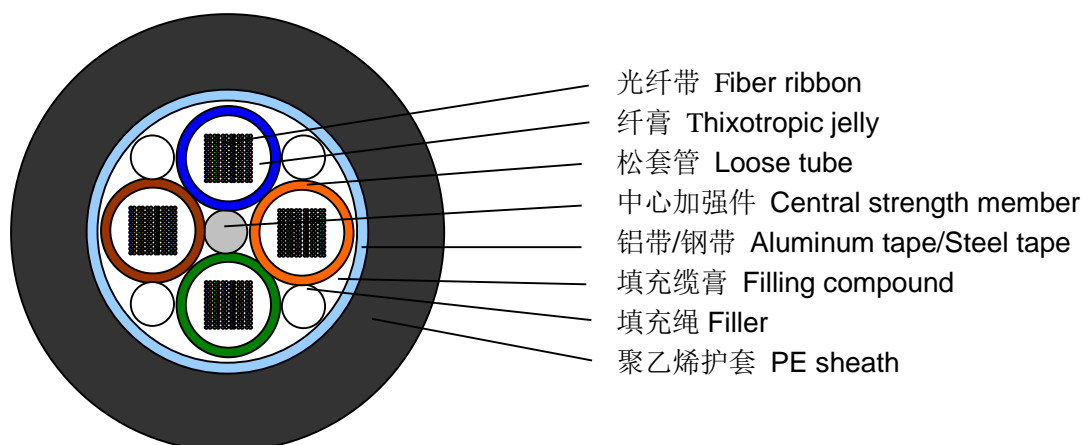 光纤带 Fiber ribbon
纤膏 Thixotropic jelly
松套管 Loose tube
中心加强件 Central strength member
铝带/钢带 Aluminum tape/Steel tape
填充缆膏 Filling compound
填充绳 Filler
聚乙烯护套 PE sheath